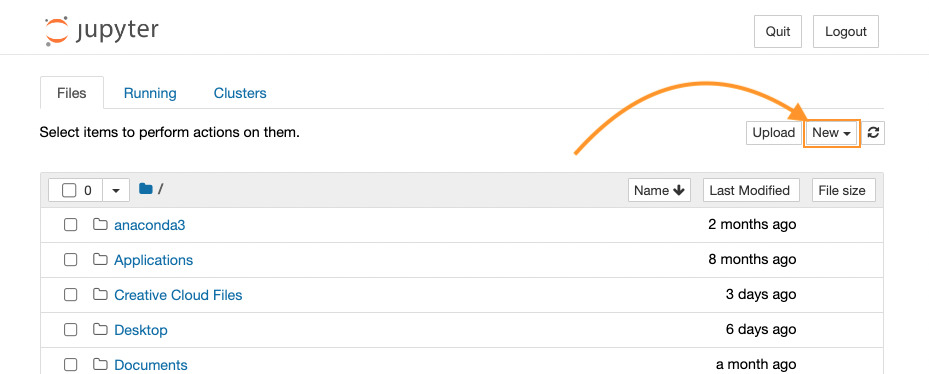 jupyter
Quit Logout
Files Running Clusters
Select items to perform actions on them.
Upload New
0 / Name Last Modified File size
anaconda3 2 months ago
Applications 8 months ago
Creative Cloud Files 3 days ago
Desktop 6 days ago
Documents a month ago